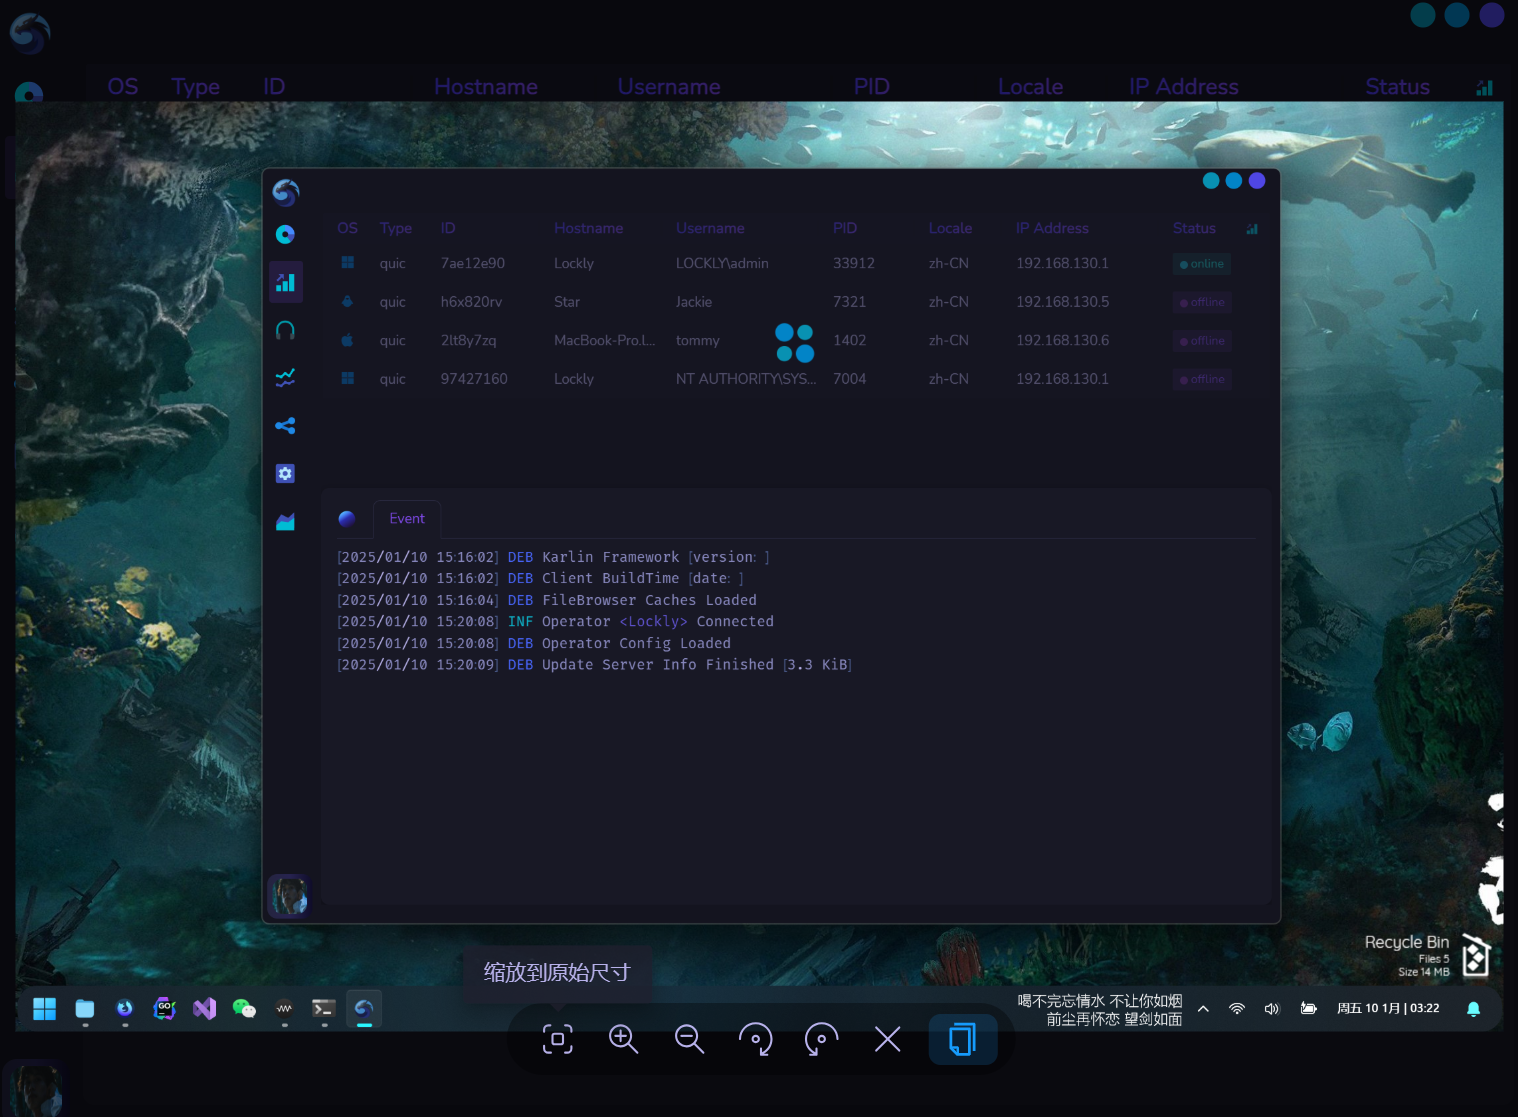 OS Type ID Hostname Username PID Locale IP Address Status
OS Type ID Hostname Username PID Locale IP Address Status
quic 7ae12e90 Lockly LOCKLY\admin 33912 zh-CN 192.168.130.1 online
quic h6x820rv Star Jackie 7321 zh-CN 192.168.130.5 offline
quic 2lt8y7zq MacBook-Pro.l... tommy 1402 zh-CN 192.168.130.6 offline
quic 97427160 Lockly NT AUTHORITY\SYS... 7004 zh-CN 192.168.130.1 offline
Event
[2025/01/10 15:16:02] DEB Karlin Framework [version: ]
[2025/01/10 15:16:02] DEB Client BuildTime [date: ]
[2025/01/10 15:16:04] DEB FileBrowser Caches Loaded
[2025/01/10 15:20:08] INF Operator <Lockly> Connected
[2025/01/10 15:20:08] DEB Operator Config Loaded
[2025/01/10 15:20:09] DEB Update Server Info Finished [3.3 KiB]
Recycle Bin
Files 5
Size 14 MB
缩放到原始尺寸
GO
喝不完忘情水 不让你如烟
前尘再怀恋 望剑如面
周五 10 1月 | 03:22